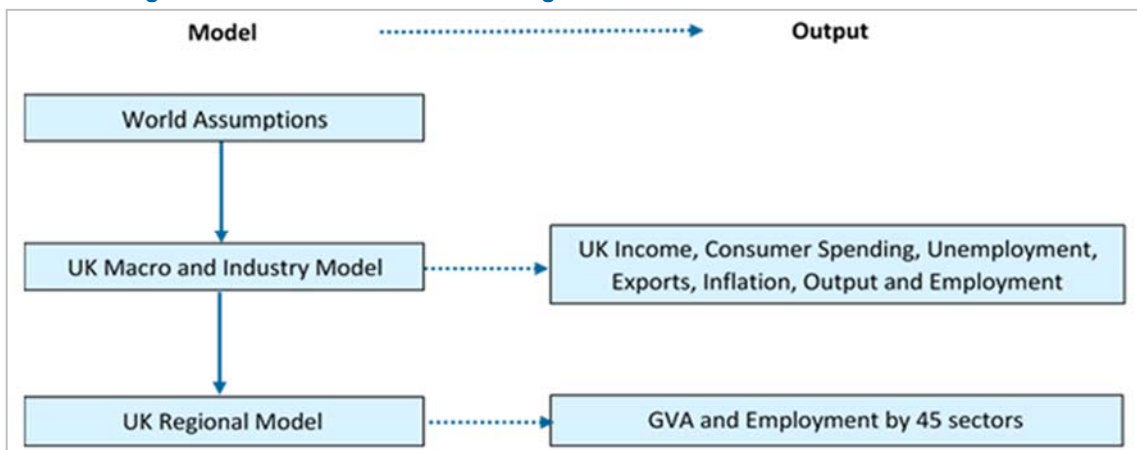 Model Output
World Assumptions
UK Macro and Industry Model
UK Income, Consumer Spending, Unemployment,
Exports, Inflation, Output and Employment
UK Regional Model
GVA and Employment by 45 sectors